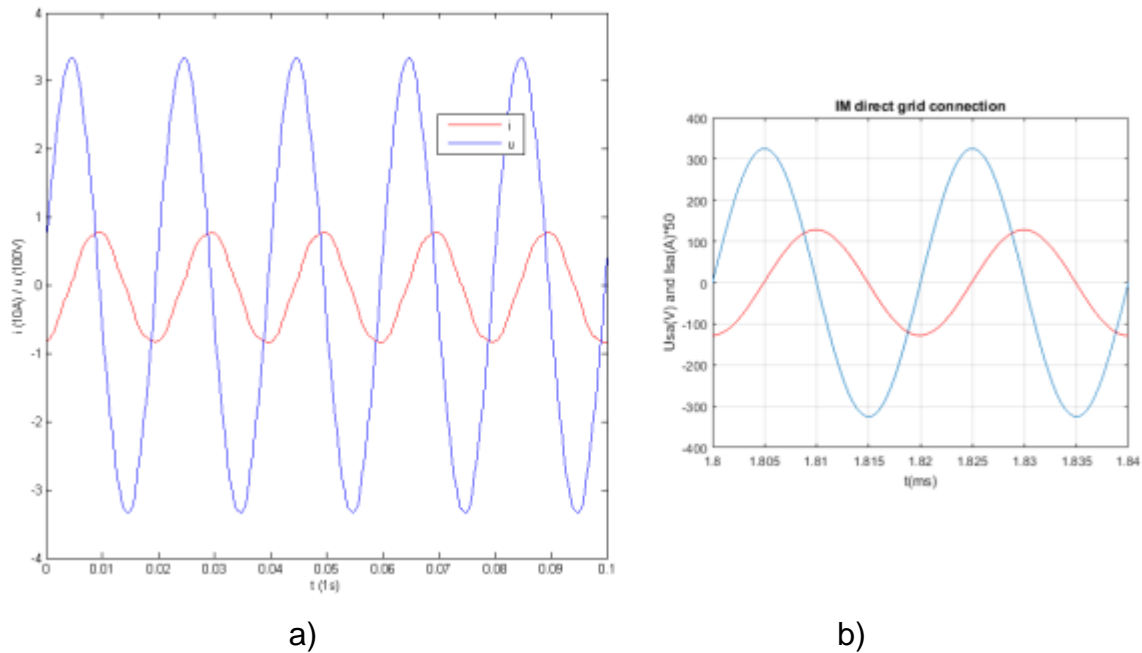 4
3
2
1
0
-1
-2
-3
-4
i (10A) / u (100V)
i
u
0 0.01 0.02 0.03 0.04 0.05 0.06 0.07 0.08 0.09 0.1
t (1s)
a)
IM direct grid connection
400
300
200
100
0
-100
-200
-300
-400
Usa(V) and Isa(A)*50
1.8 1.805 1.81 1.815 1.82 1.825 1.83 1.835 1.84
t(ms)
b)